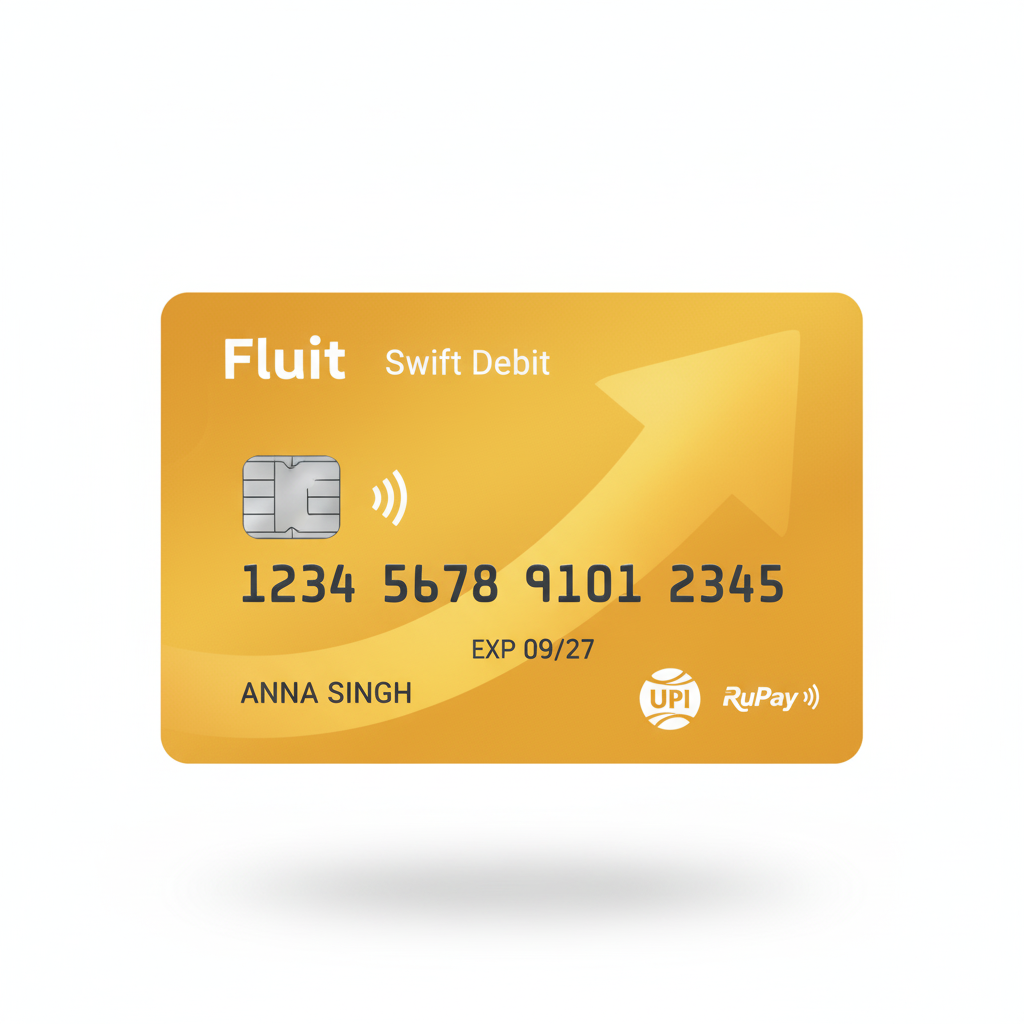 Fluit Swift Debit
1234 5678 9101 2345
EXP 09/27
ANNA SINGH
UPI RuPay